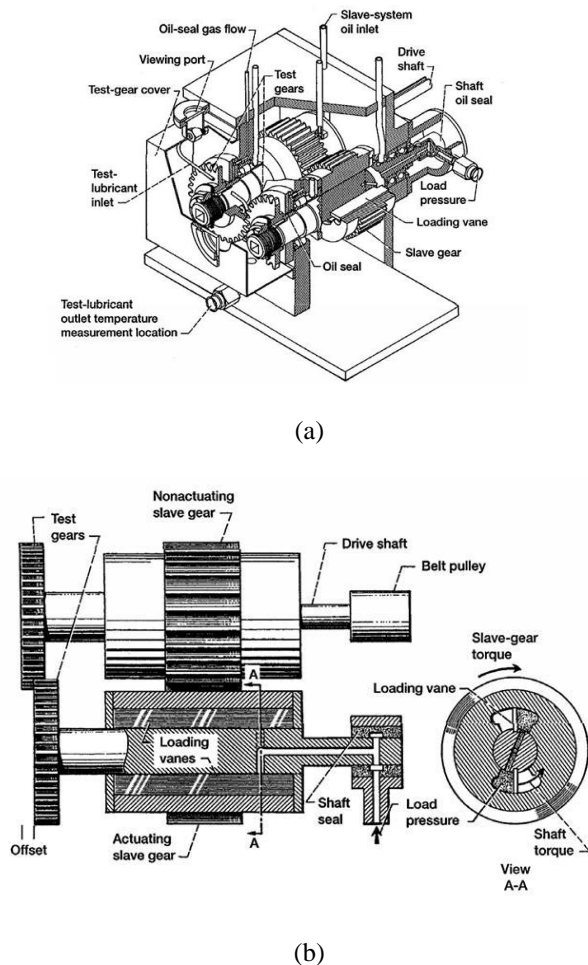 Slave-system
oil inlet
Oil-seal gas flow
Viewing port
Test-gear cover
Test
gears
Drive
shaft
Shaft
oil seal
Test-
lubricant
inlet
Load
pressure
Loading vane
Slave gear
Oil seal
Test-lubricant
outlet temperature
measurement location
(a)
Nonactuating
slave gear
Test
gears
Drive shaft
Belt pulley
Slave-gear
torque
A
Loading vane
Loading
vanes
Shaft
seal
Load
pressure
Offset
Actuating
slave gear
A
Shaft
torque
View
A-A
(b)